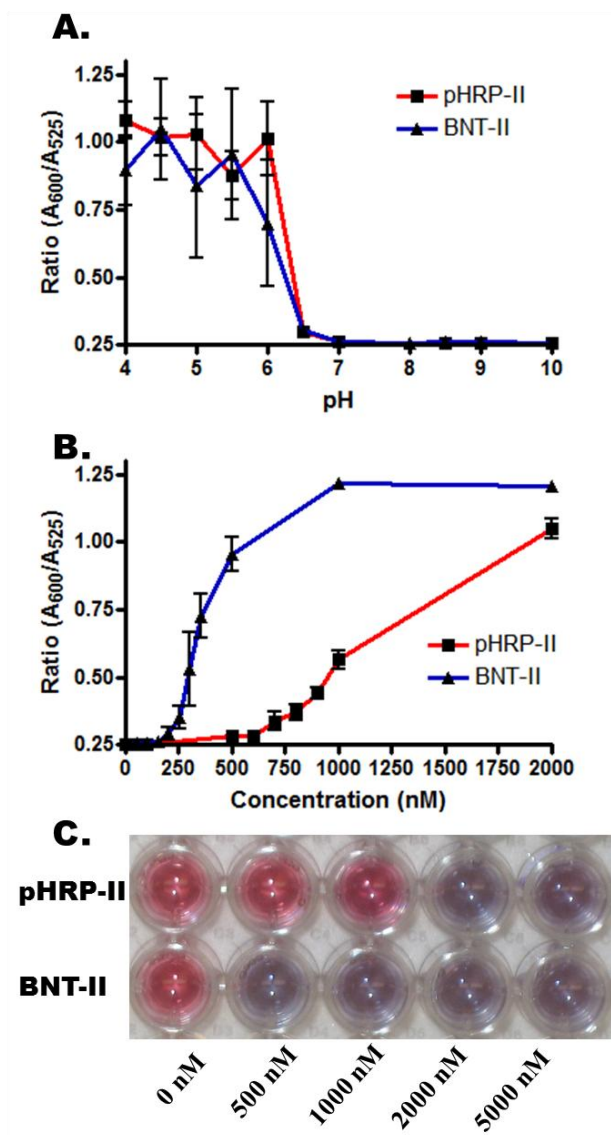 A.
Ratio (A600/A525)
1.25
1.00
0.75
0.50
0.25
4 5 6 7 8 9 10
pH
pHRP-II
BNT-II
B.
Ratio (A600/A525)
1.25
1.00
0.75
0.50
0.25
0 250 500 750 1000 1250 1500 1750 2000
Concentration (nM)
pHRP-II
BNT-II
C.
pHRP-II
BNT-II
0 nM
500 nM
1000 nM
2000 nM
5000 nM